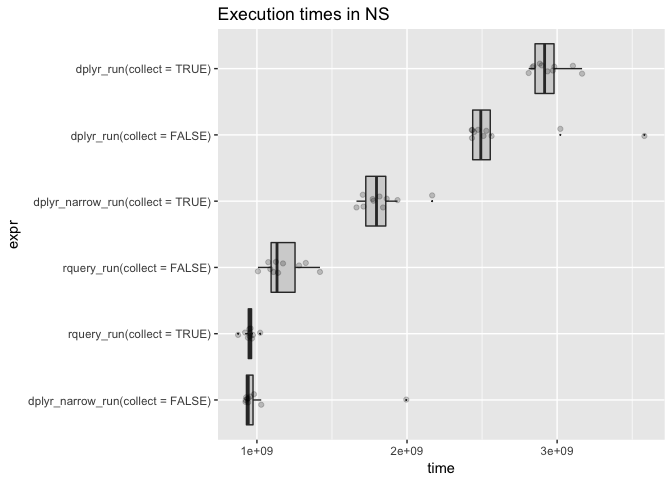 Execution times in NS
dplyr_run(collect = TRUE)
dplyr_run(collect = FALSE)
dplyr_narrow_run(collect = TRUE)
rquery_run(collect = FALSE)
rquery_run(collect = TRUE)
dplyr_narrow_run(collect = FALSE)
expr
1e+09 2e+09 3e+09
time